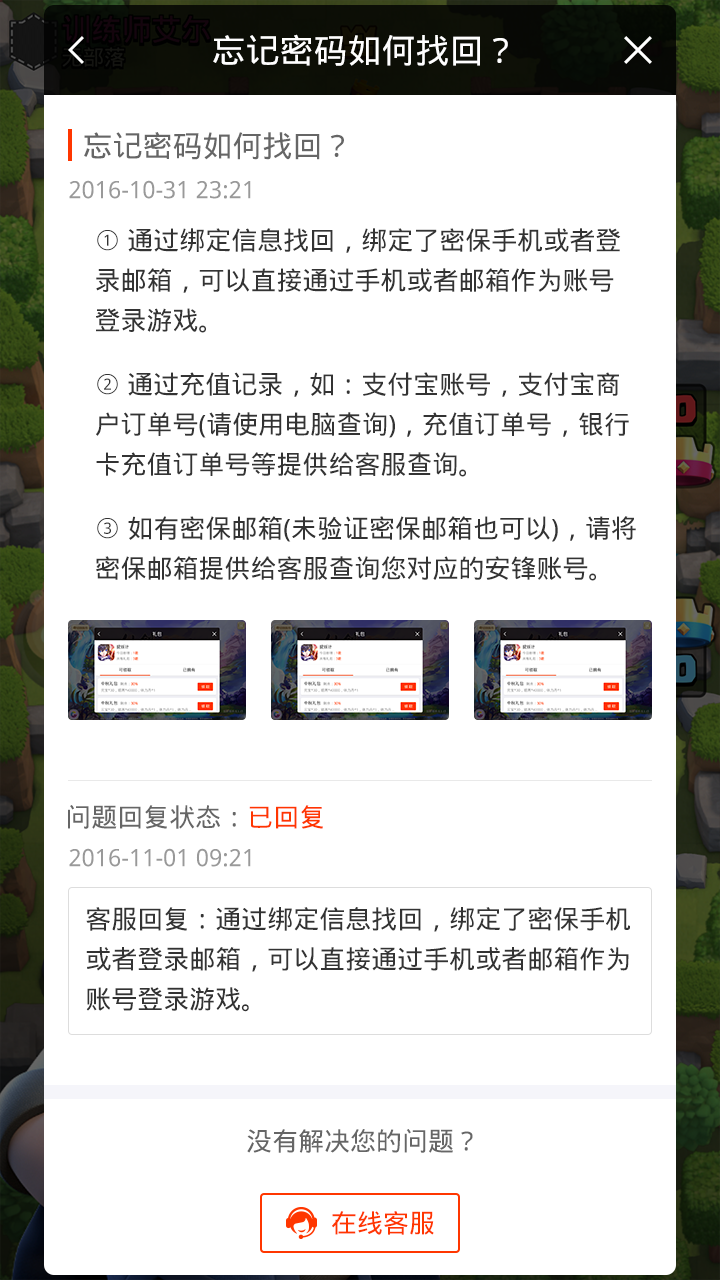 忘记密码如何找回？
忘记密码如何找回？
2016-10-31 23:21
① 通过绑定信息找回，绑定了密保手机或者登
录邮箱，可以直接通过手机或者邮箱作为账号
登录游戏。
② 通过充值记录，如：支付宝账号，支付宝商
户订单号(请使用电脑查询)，充值订单号，银行
卡充值订单号等提供给客服查询。
③ 如有密保邮箱(未验证密保邮箱也可以)，请将
密保邮箱提供给客服查询您对应的安锋账号。
问题回复状态：已回复
2016-11-01 09:21
客服回复：通过绑定信息找回，绑定了密保手机
或者登录邮箱，可以直接通过手机或者邮箱作为
账号登录游戏。
没有解决您的问题？
在线客服